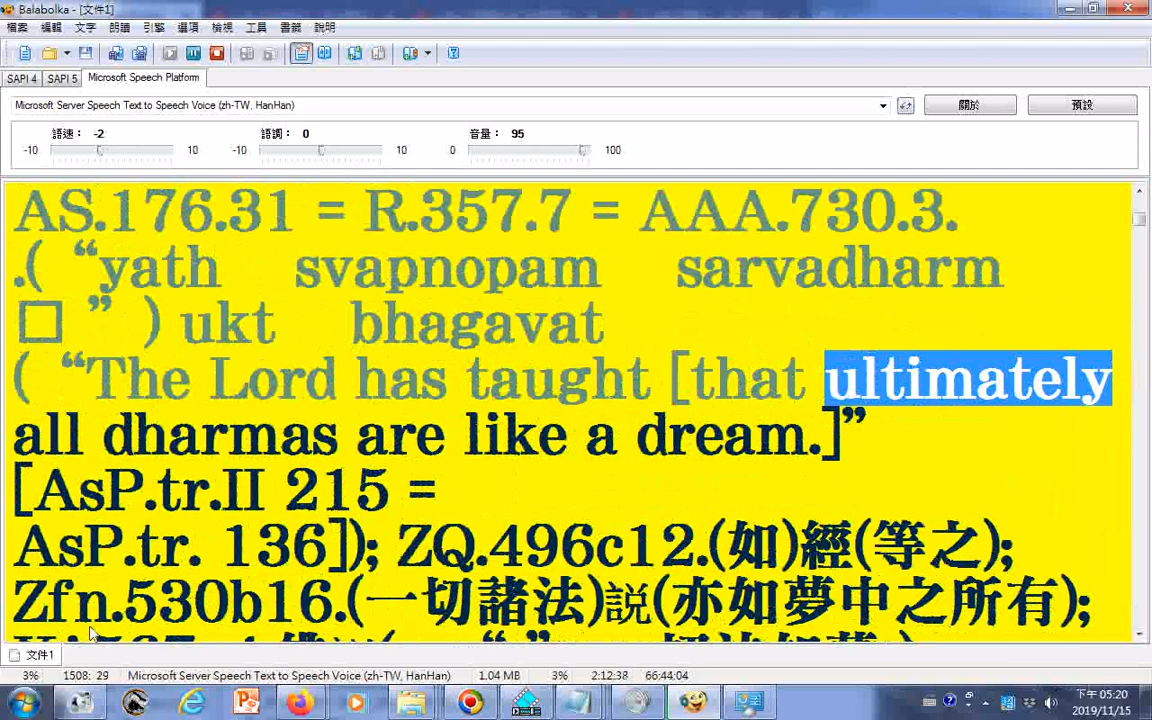 Balabolka - [文件1]
檔案 編輯 文字 朗讀 引擎 選項 檢視 工具 書籤 說明
SAPI 4 SAPI 5 Microsoft Speech Platform
Microsoft Server Speech Text to Speech Voice (zh-TW, HanHan) 關於 預設
語速： -2 語調： 0 音量： 95
-10 10 -10 10 0 100
AS.176.31 = R.357.7 = AAA.730.3.
.( “yath svapnopam sarvadharm
□ ” ) ukt bhagavat
( “The Lord has taught [that ultimately
all dharmas are like a dream.]”
[AsP.tr.II 215 =
AsP.tr. 136]); ZQ.496c12.(如)經(等之);
Zfn.530b16.(一切諸法)説(亦如夢中之所有);
文件1
3% 1508: 29 Microsoft Server Speech Text to Speech Voice (zh-TW, HanHan) 1.04 MB 3% 2:12:38 66:44:04
下午 05:20
2019/11/15